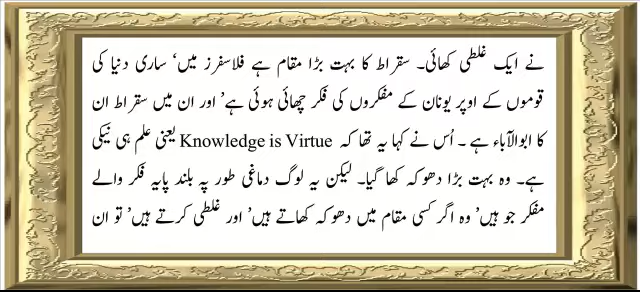 نے ایک غلطی کھائی۔ سقراط کا بہت بڑا مقام ہے فلاسفرز میں‘ ساری دنیا کی
قوموں کے اوپر یونان کے مفکروں کی فکر چھائی ہوئی ہے’ اور ان میں سقراط ان
کا ابوالآباء ہے ۔ اُس نے کہا یہ تھا کہ Knowledge is Virtue یعنی علم ہی نیکی
ہے۔ وہ بہت بڑا دھوکہ کھا گیا۔ لیکن یہ لوگ دماغی طور پہ بلند پایہ فکر والے
مفکر جو ہیں’ وہ اگر کسی مقام میں دھوکہ کھاتے ہیں’ اور غلطی کرتے ہیں’ تو ان